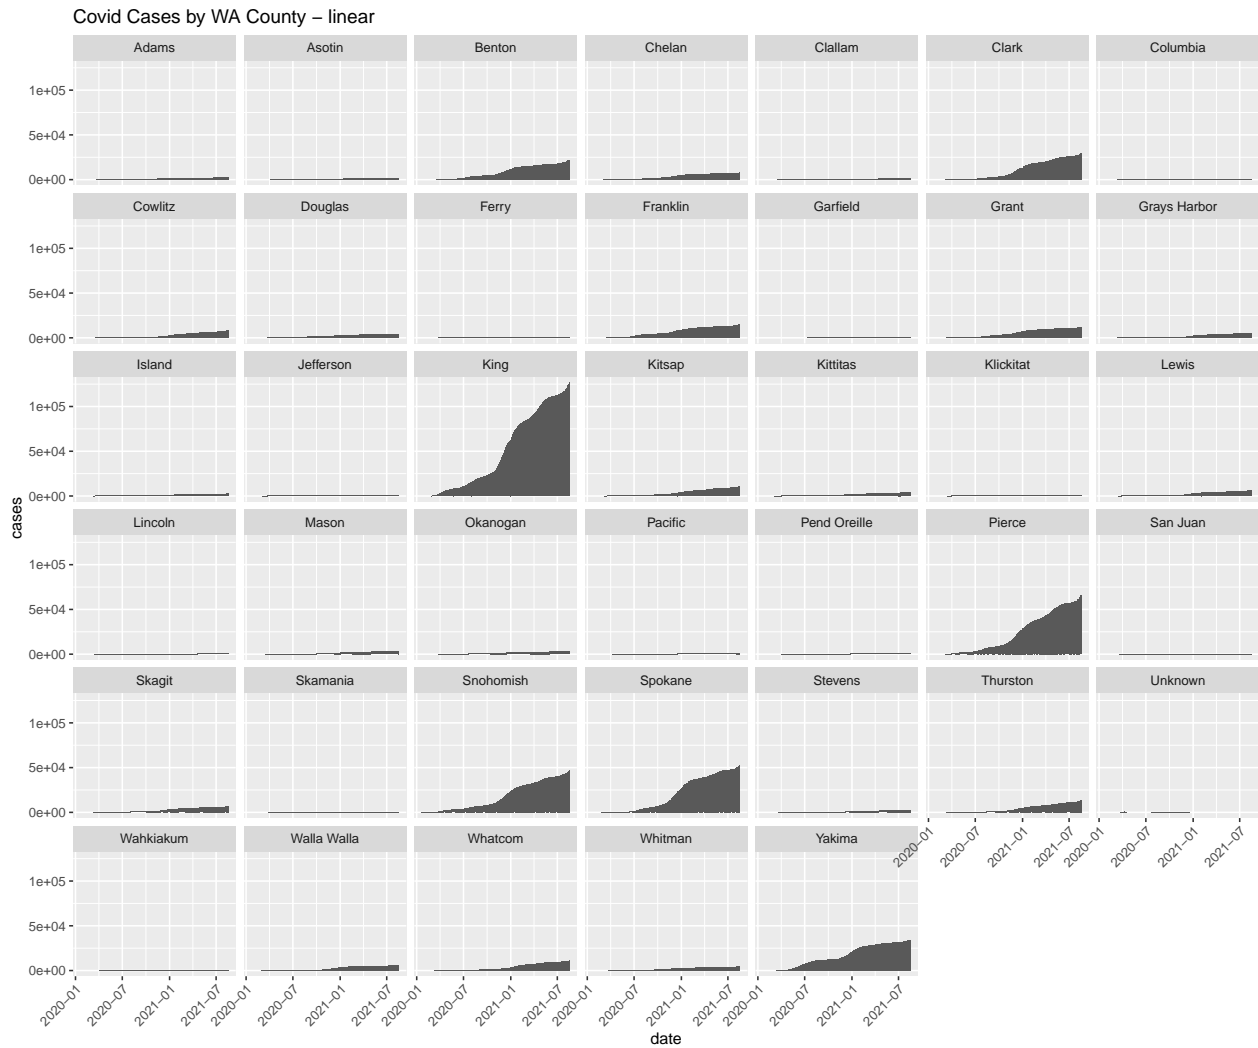 Covid Cases by WA County – linear
Adams Asotin Benton Chelan Clallam Clark Columbia
1e+05
5e+04
0e+00
Cowlitz Douglas Ferry Franklin Garfield Grant Grays Harbor
1e+05
5e+04
0e+00
Island Jefferson King Kitsap Kittitas Klickitat Lewis
1e+05
5e+04
0e+00
cases
Lincoln Mason Okanogan Pacific Pend Oreille Pierce San Juan
1e+05
5e+04
0e+00
Skagit Skamania Snohomish Spokane Stevens Thurston Unknown
1e+05
5e+04
0e+00
2020–01 2020–07 2021–01 2021–07 2020–01 2020–07 2021–01 2021–07
Wahkiakum Walla Walla Whatcom Whitman Yakima
1e+05
5e+04
0e+00
2020–01 2020–07 2021–01 2021–07 2020–01 2020–07 2021–01 2021–07 2020–01 2020–07 2021–01 2021–07 2020–01 2020–07 2021–01 2021–07 2020–01 2020–07 2021–01 2021–07
date